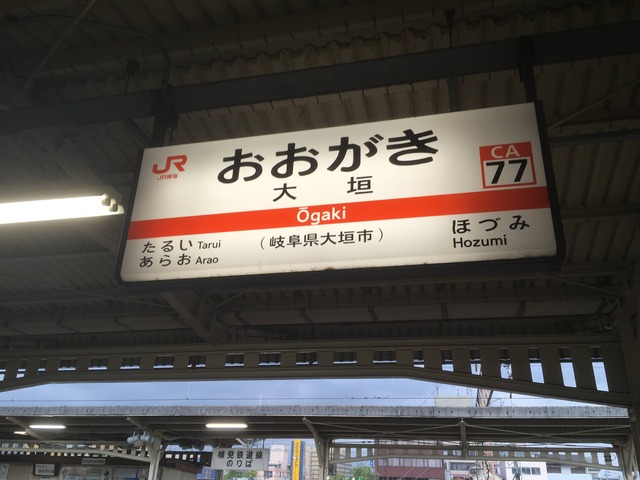 JR
JR東海
おおがき
大垣
CA
77
Ōgaki
たるい Tarui
あらお Arao
(岐阜県大垣市)
ほづみ
Hozumi
樽見鉄道線
のりば